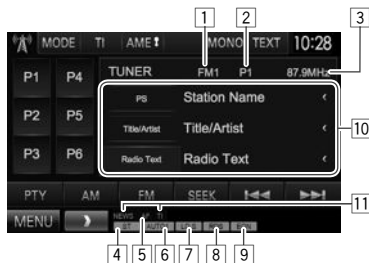 1 2 3
MODE TI AME MONO TEXT 10:28
P1 P4 TUNER FM1 P1 87.9MHz
PS Station Name
P2 P5 Title/Artist Title/Artist 10
P3 P6 Radio Text Radio Text
PTY AM FM SEEK
11
MENU NEWS AF TI
ST
4 5 6 7 8 9